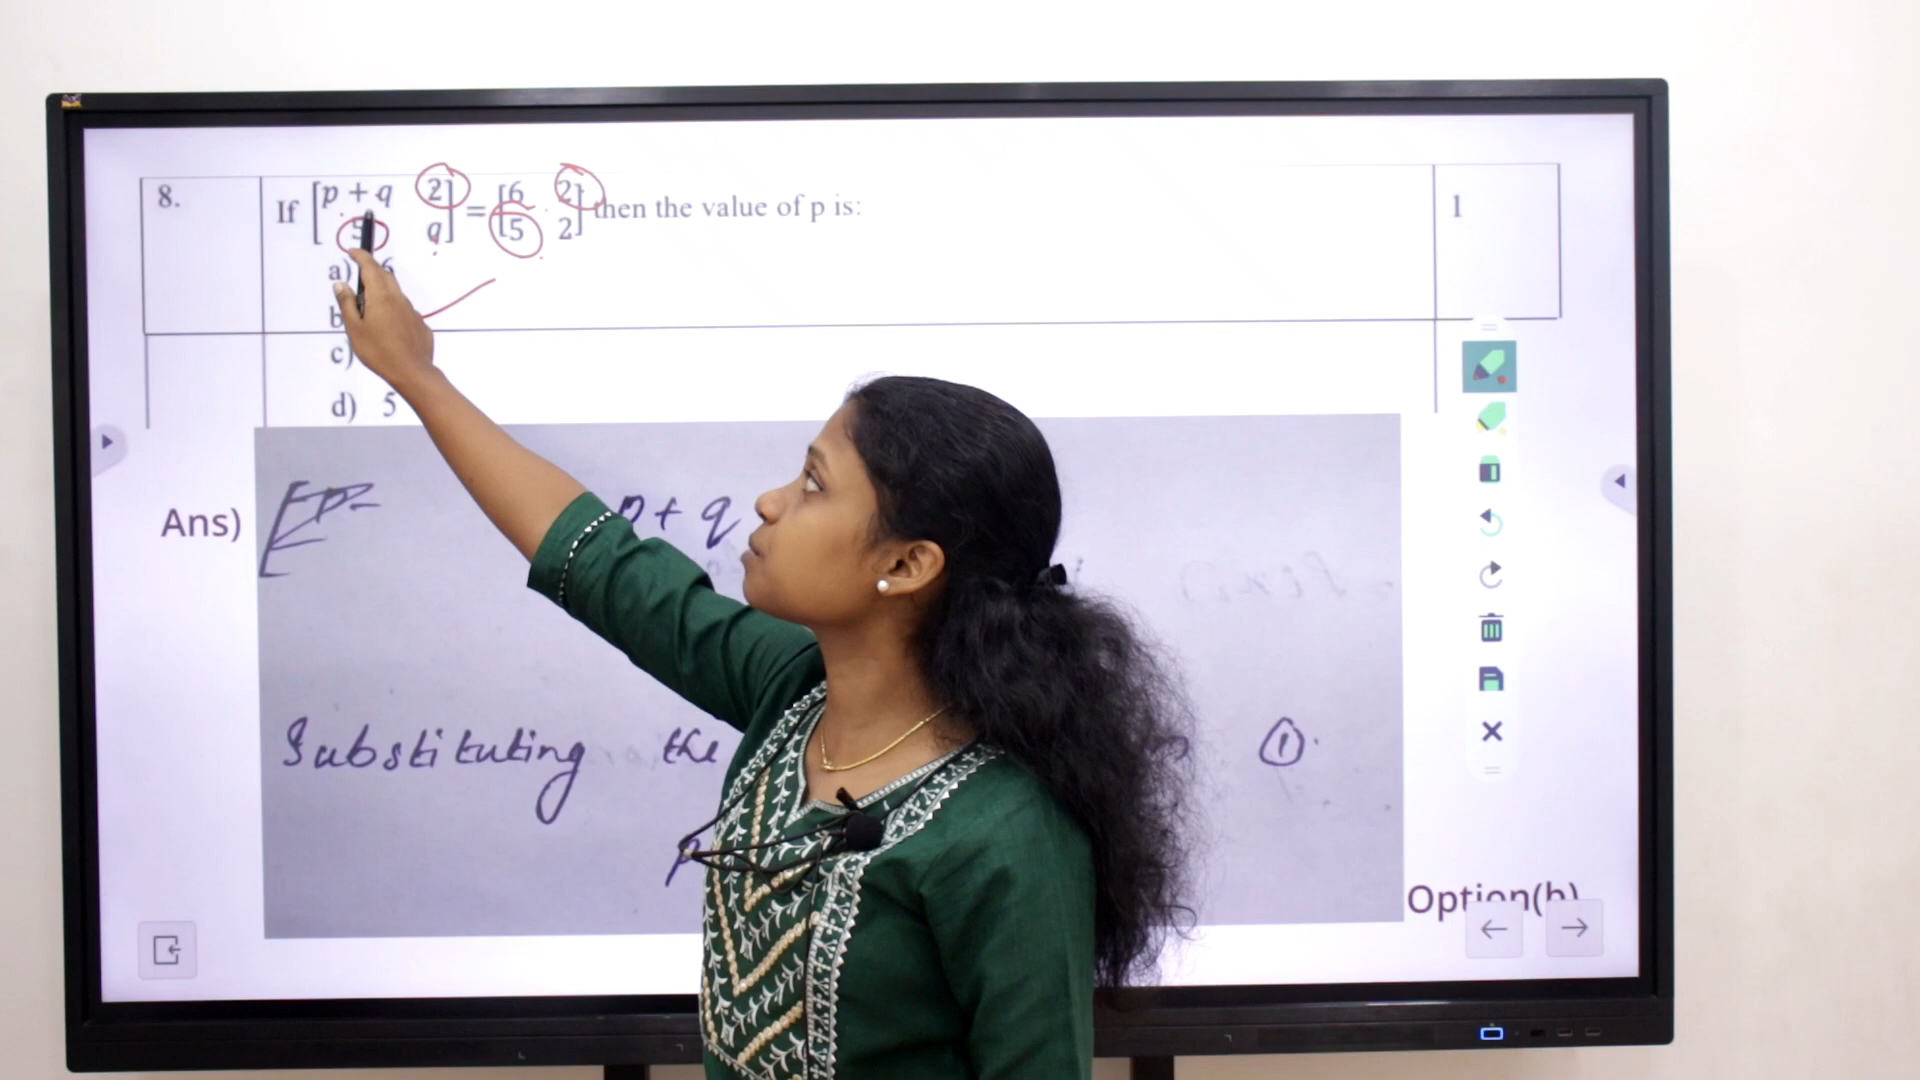 8. If [p + q 2] = [6 2] then the value of p is: 1
[5 q] [5 2]
a) 6
b
c)
d) 5
Ans) [p-
p + q
Substituting the ①.
p
Option(b)